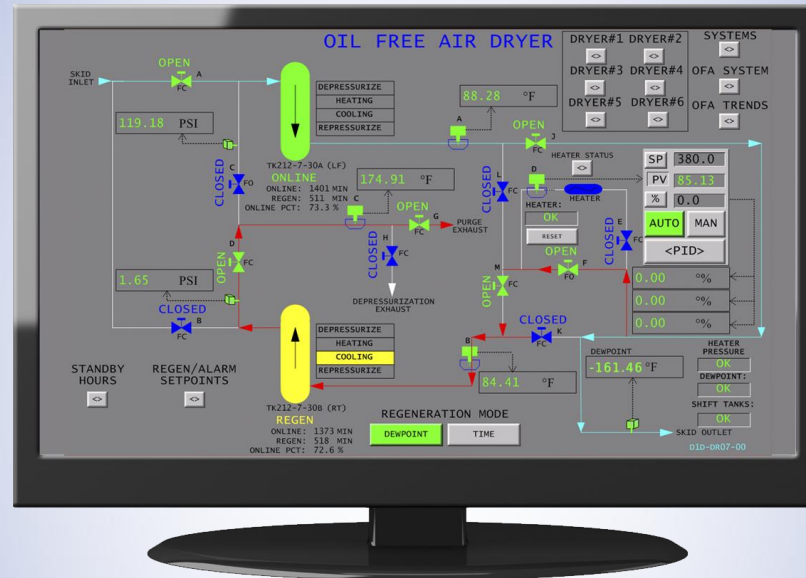 OIL FREE AIR DRYER
DRYER#1 DRYER#2
<>
<>
DRYER#3 DRYER#4
<>
<>
DRYER#5 DRYER#6
<>
<>
SYSTEMS
<>
OFA SYSTEM
<>
OFA TRENDS
<>
SKID
INLET
OPEN
A
FC
119.18 PSI
DEPRESSURIZE
HEATING
COOLING
REPRESSURIZE
TK212-7-30A (LF)
ONLINE
ONLINE: 1401 MIN
REGEN: 511 MIN
ONLINE PCT: 73.3 %
88.28 °F
A
OPEN
J
FC
CLOSED
C
FO
174.91 °F
C
OPEN
G
FC
PURGE
EXHAUST
CLOSED
L
FC
HEATER STATUS
<>
D
HEATER
HEATER:
OK
RESET
CLOSED
E
FC
SP 380.0
PV 85.13
% 0.0
AUTO MAN
<PID>
OPEN
D
FC
CLOSED
H
FC
DEPRESSURIZATION
EXHAUST
M
OPEN
FC
OPEN
F
FO
0.00 °%
0.00 °%
0.00 °%
1.65 PSI
CLOSED
B
FC
DEPRESSURIZE
HEATING
COOLING
REPRESSURIZE
CLOSED
K
FC
B
84.41 °F
DEWPOINT
-161.46 °F
HEATER
PRESSURE
OK
DEWPOINT:
OK
SHIFT TANKS:
OK
STANDBY
HOURS
<>
REGEN/ALARM
SETPOINTS
<>
TK212-7-30B (RT)
REGEN
ONLINE: 1373 MIN
REGEN: 518 MIN
ONLINE PCT: 72.6 %
REGENERATION MODE
DEWPOINT
TIME
SKID OUTLET
D1D-DR07-00